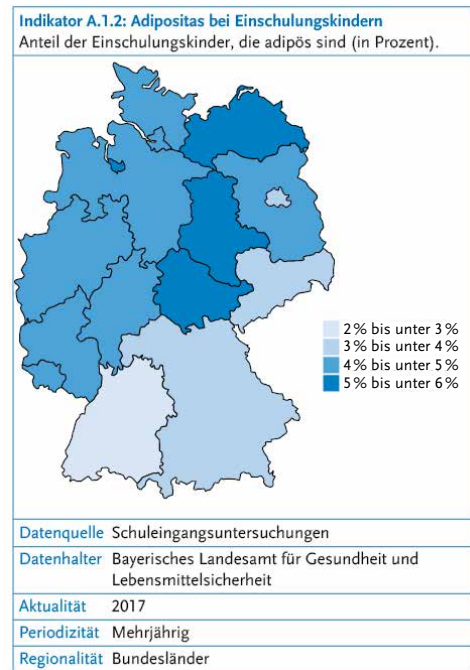 Indikator A.1.2: Adipositas bei Einschulungskindern
Anteil der Einschulungskinder, die adipös sind (in Prozent).
2 % bis unter 3 %
3 % bis unter 4 %
4 % bis unter 5 %
5 % bis unter 6 %
Datenquelle Schuleingangsuntersuchungen
Datenhalter Bayerisches Landesamt für Gesundheit und
Lebensmittelsicherheit
Aktualität 2017
Periodizität Mehrjährig
Regionalität Bundesländer